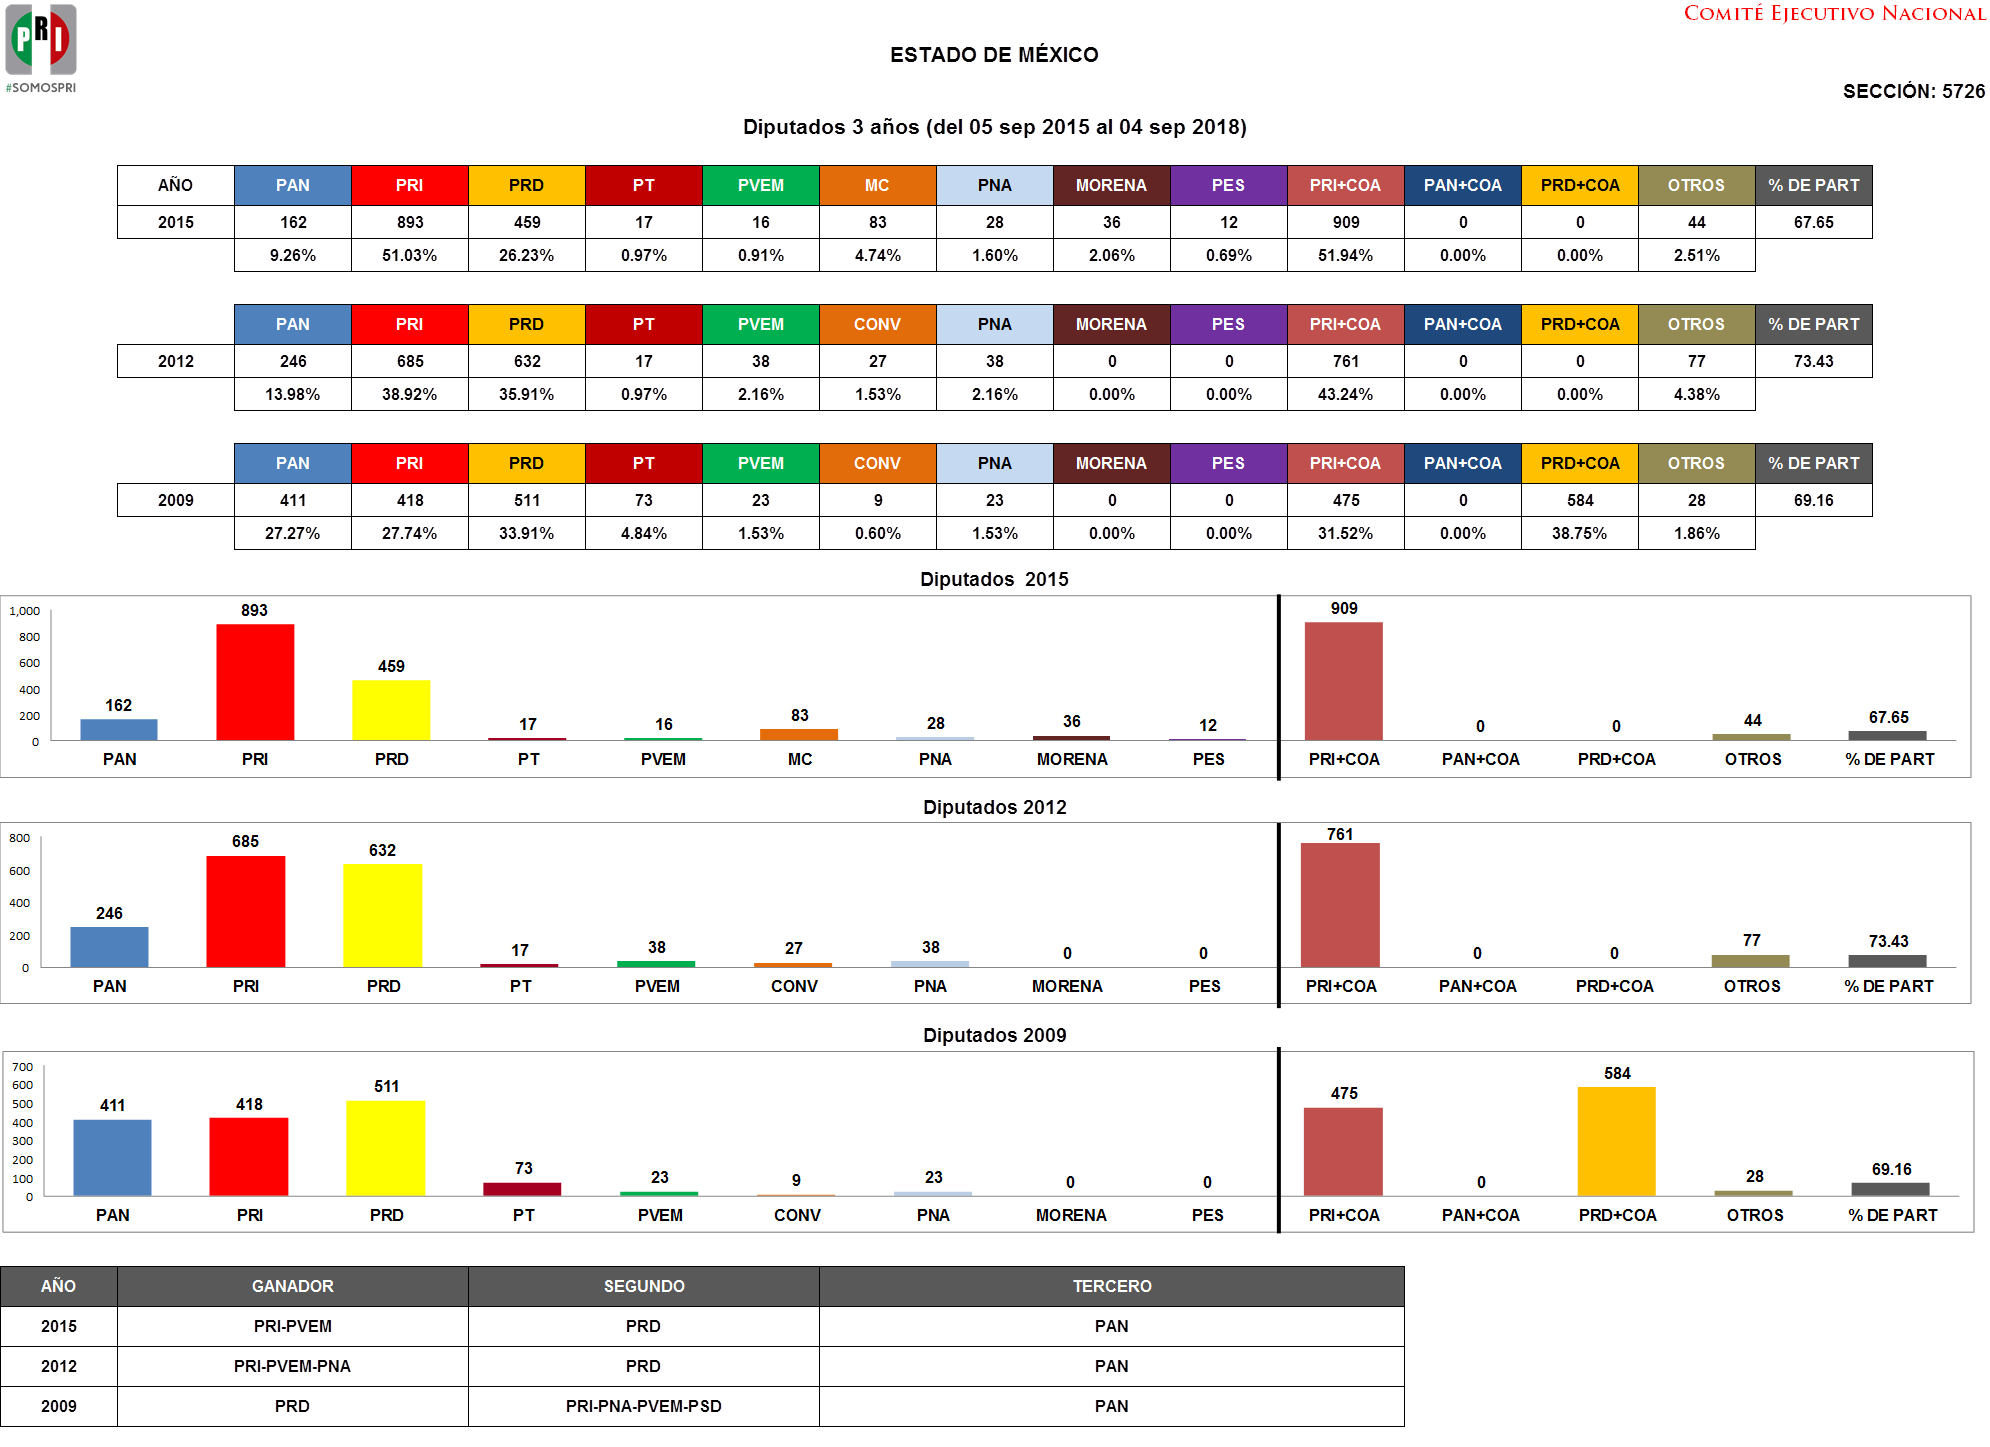 PRI
#SOMOSPRI
COMITÉ EJECUTIVO NACIONAL
ESTADO DE MÉXICO
SECCIÓN: 5726
Diputados 3 años (del 05 sep 2015 al 04 sep 2018)
AÑO PAN PRI PRD PT PVEM MC PNA MORENA PES PRI+COA PAN+COA PRD+COA OTROS % DE PART
2015 162 893 459 17 16 83 28 36 12 909 0 0 44 67.65
9.26% 51.03% 26.23% 0.97% 0.91% 4.74% 1.60% 2.06% 0.69% 51.94% 0.00% 0.00% 2.51%
PAN PRI PRD PT PVEM CONV PNA MORENA PES PRI+COA PAN+COA PRD+COA OTROS % DE PART
2012 246 685 632 17 38 27 38 0 0 761 0 0 77 73.43
13.98% 38.92% 35.91% 0.97% 2.16% 1.53% 2.16% 0.00% 0.00% 43.24% 0.00% 0.00% 4.38%
PAN PRI PRD PT PVEM CONV PNA MORENA PES PRI+COA PAN+COA PRD+COA OTROS % DE PART
2009 411 418 511 73 23 9 23 0 0 475 0 584 28 69.16
27.27% 27.74% 33.91% 4.84% 1.53% 0.60% 1.53% 0.00% 0.00% 31.52% 0.00% 38.75% 1.86%
Diputados 2015
1,000
800
600
400
200
0
162 893 459 17 16 83 28 36 12 909 0 0 44 67.65
PAN PRI PRD PT PVEM MC PNA MORENA PES PRI+COA PAN+COA PRD+COA OTROS % DE PART
Diputados 2012
800
600
400
200
0
246 685 632 17 38 27 38 0 0 761 0 0 77 73.43
PAN PRI PRD PT PVEM CONV PNA MORENA PES PRI+COA PAN+COA PRD+COA OTROS % DE PART
Diputados 2009
700
600
500
400
300
200
100
0
411 418 511 73 23 9 23 0 0 475 0 584 28 69.16
PAN PRI PRD PT PVEM CONV PNA MORENA PES PRI+COA PAN+COA PRD+COA OTROS % DE PART
AÑO GANADOR SEGUNDO TERCERO
2015 PRI-PVEM PRD PAN
2012 PRI-PVEM-PNA PRD PAN
2009 PRD PRI-PNA-PVEM-PSD PAN